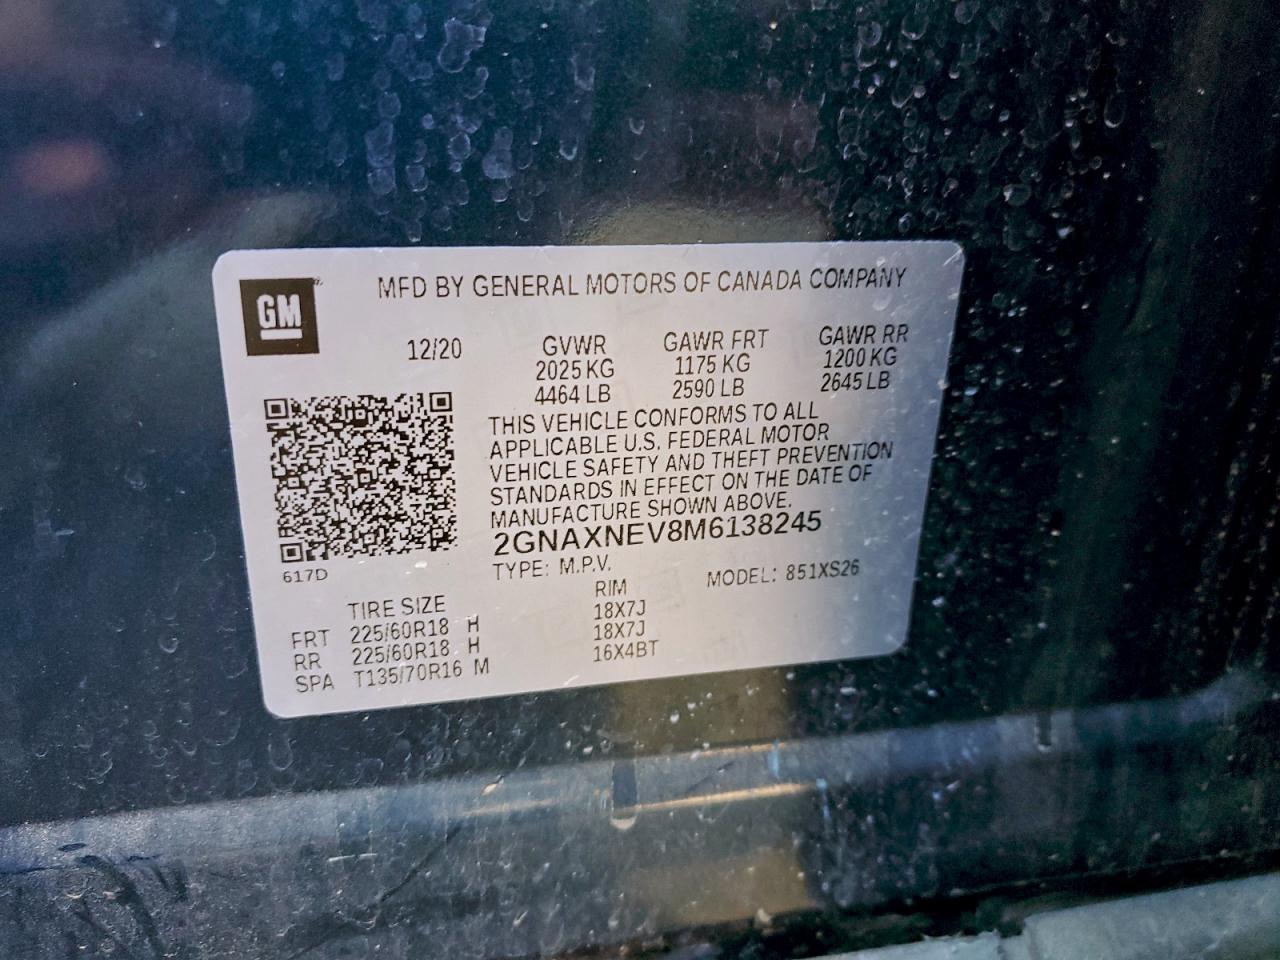 GM
MFD BY GENERAL MOTORS OF CANADA COMPANY
12/20 GVWR GAWR FRT GAWR RR
2025 KG 1175 KG 1200 KG
4464 LB 2590 LB 2645 LB
THIS VEHICLE CONFORMS TO ALL
APPLICABLE U.S. FEDERAL MOTOR
VEHICLE SAFETY AND THEFT PREVENTION
STANDARDS IN EFFECT ON THE DATE OF
MANUFACTURE SHOWN ABOVE.
2GNAXNEV8M6138245
617D
TYPE: M.P.V. MODEL: 851XS26
TIRE SIZE RIM
FRT 225/60R18 H 18X7J
RR 225/60R18 H 18X7J
SPA T135/70R16 M 16X4BT